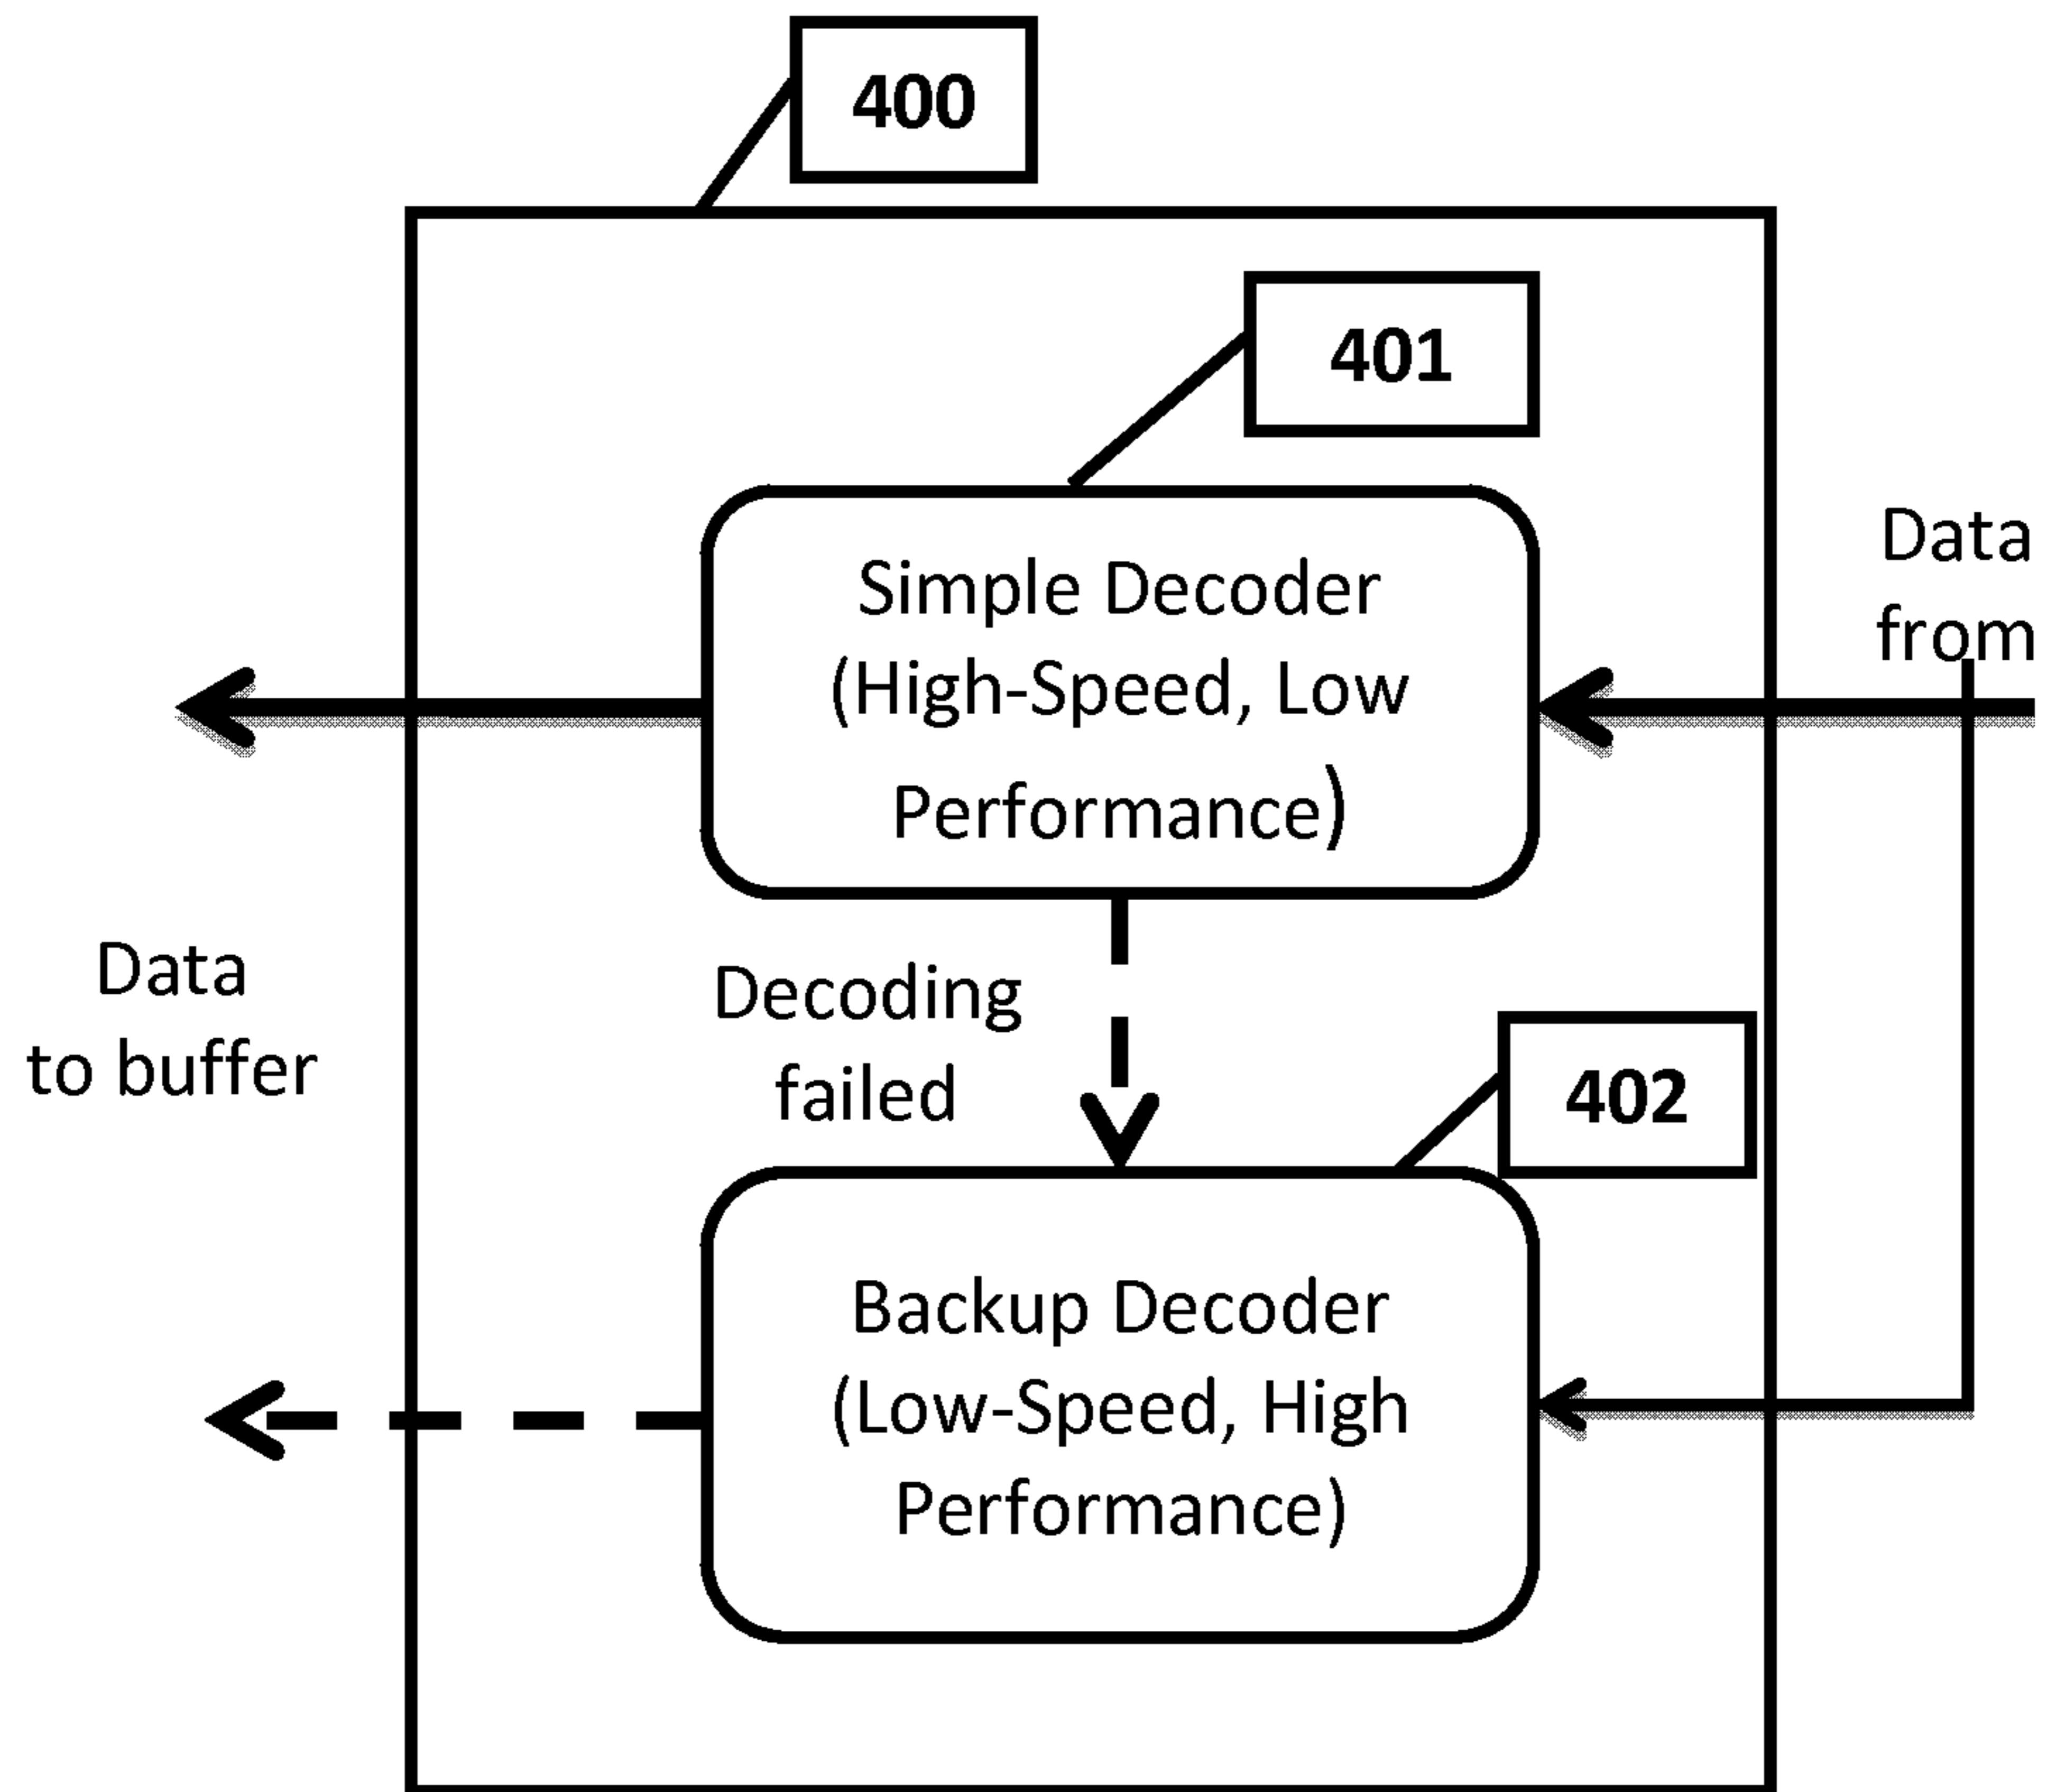 400
401
Simple Decoder
(High-Speed, Low
Performance)
Data
from
Data
to buffer
Decoding
failed
402
Backup Decoder
(Low-Speed, High
Performance)